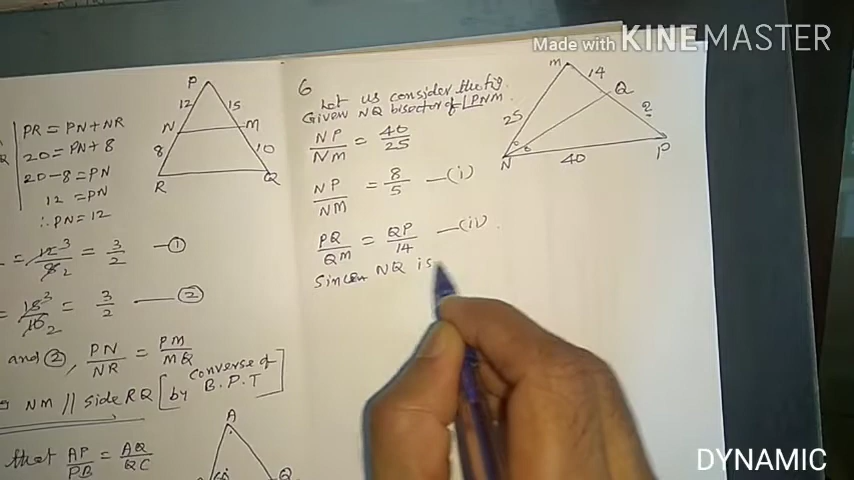 Made with KINEMASTER
P
12
15
N
M
8
10
R
Q
PR = PN + NR
20 = PN + 8
20 - 8 = PN
12 = PN
∴ PN = 12
= 3/2 —①
= 3/2 —②
and ②, PN/NR = PM/MQ
NM // side RQ [by converse of B.P.T]
that AP/PB = AQ/QC
A
Q
6
Let us consider the fig.
Given NQ bisector of ∠PNM.
NP/NM = 40/25
NP/NM = 8/5 —(i)
PQ/QM = QP/14 —(ii).
Since NQ is
M
14
Q
?
25
N
40
P
DYNAMIC